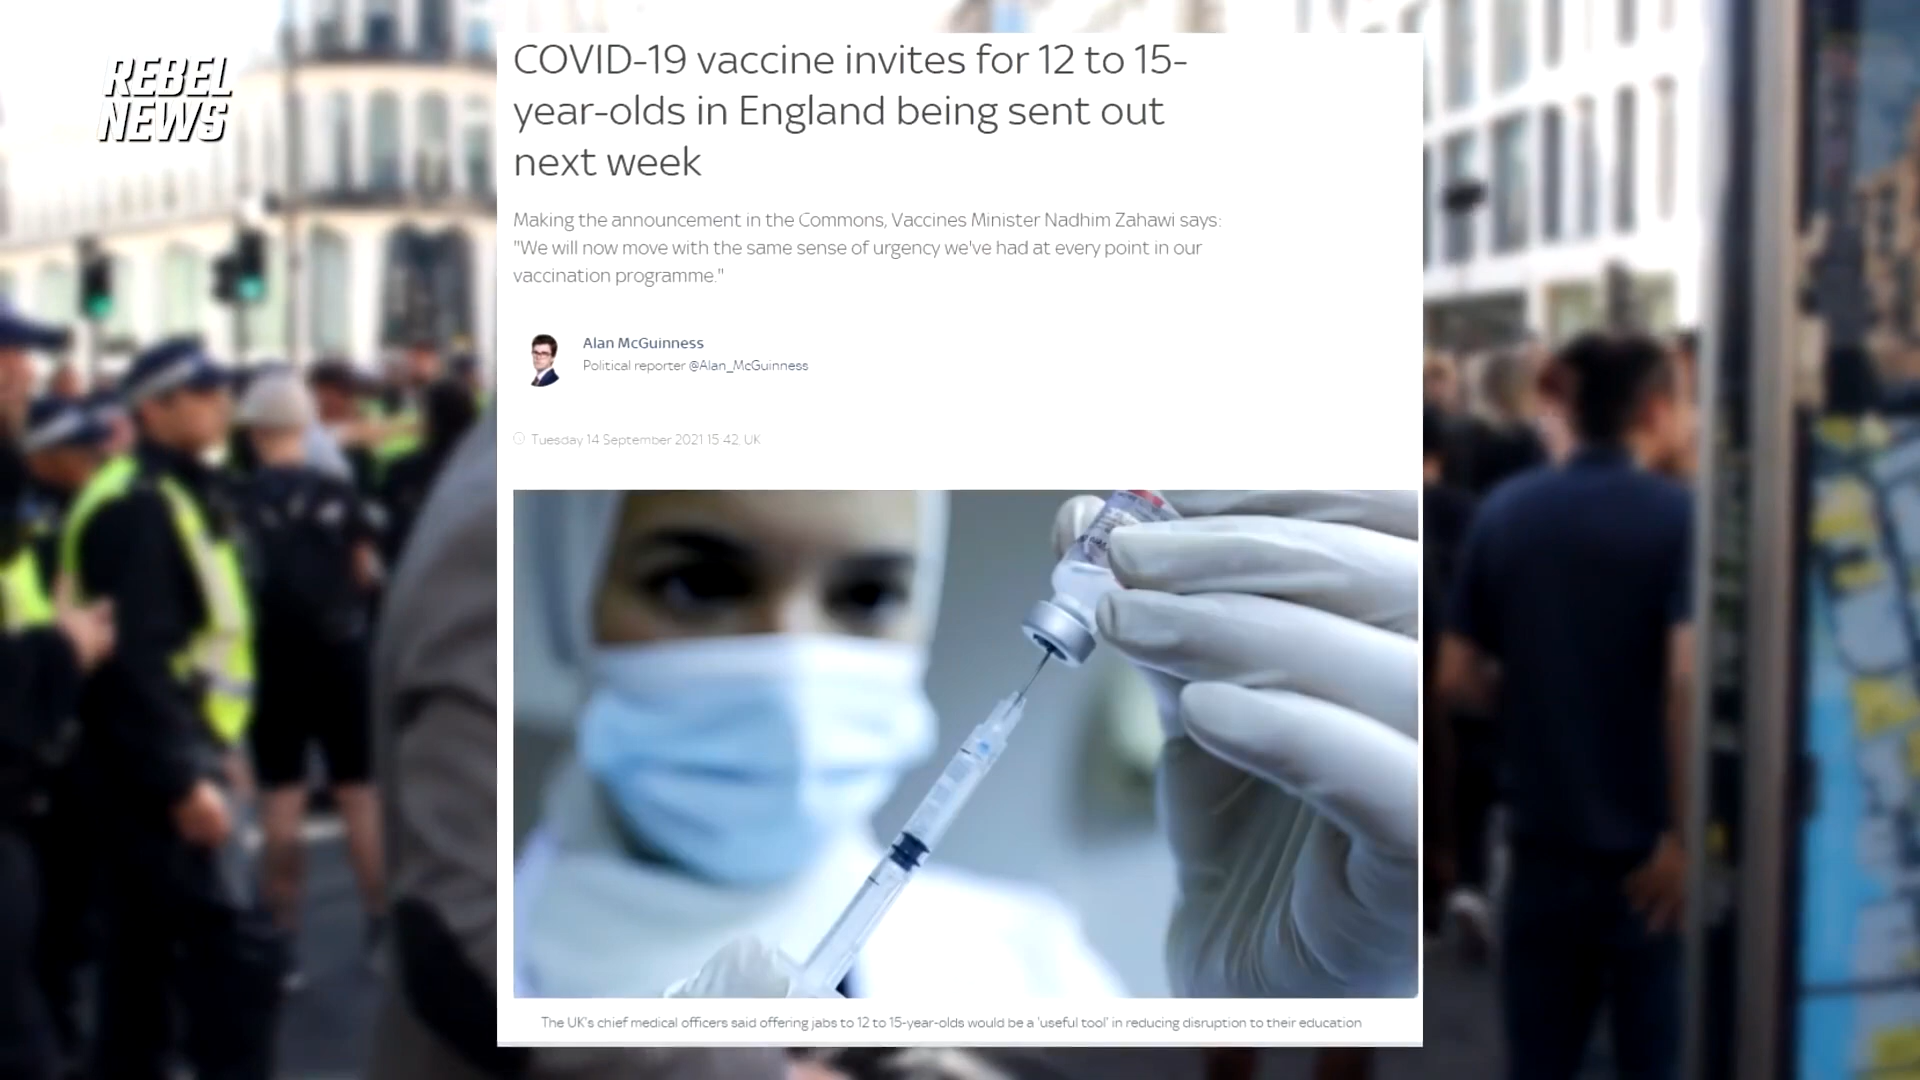 REBEL
NEWS
COVID-19 vaccine invites for 12 to 15-
year-olds in England being sent out
next week
Making the announcement in the Commons, Vaccines Minister Nadhim Zahawi says:
"We will now move with the same sense of urgency we've had at every point in our
vaccination programme."
Alan McGuinness
Political reporter @Alan_McGuinness
Tuesday 14 September 2021 15:42, UK
The UK's chief medical officers said offering jabs to 12 to 15-year-olds would be a 'useful tool' in reducing disruption to their education